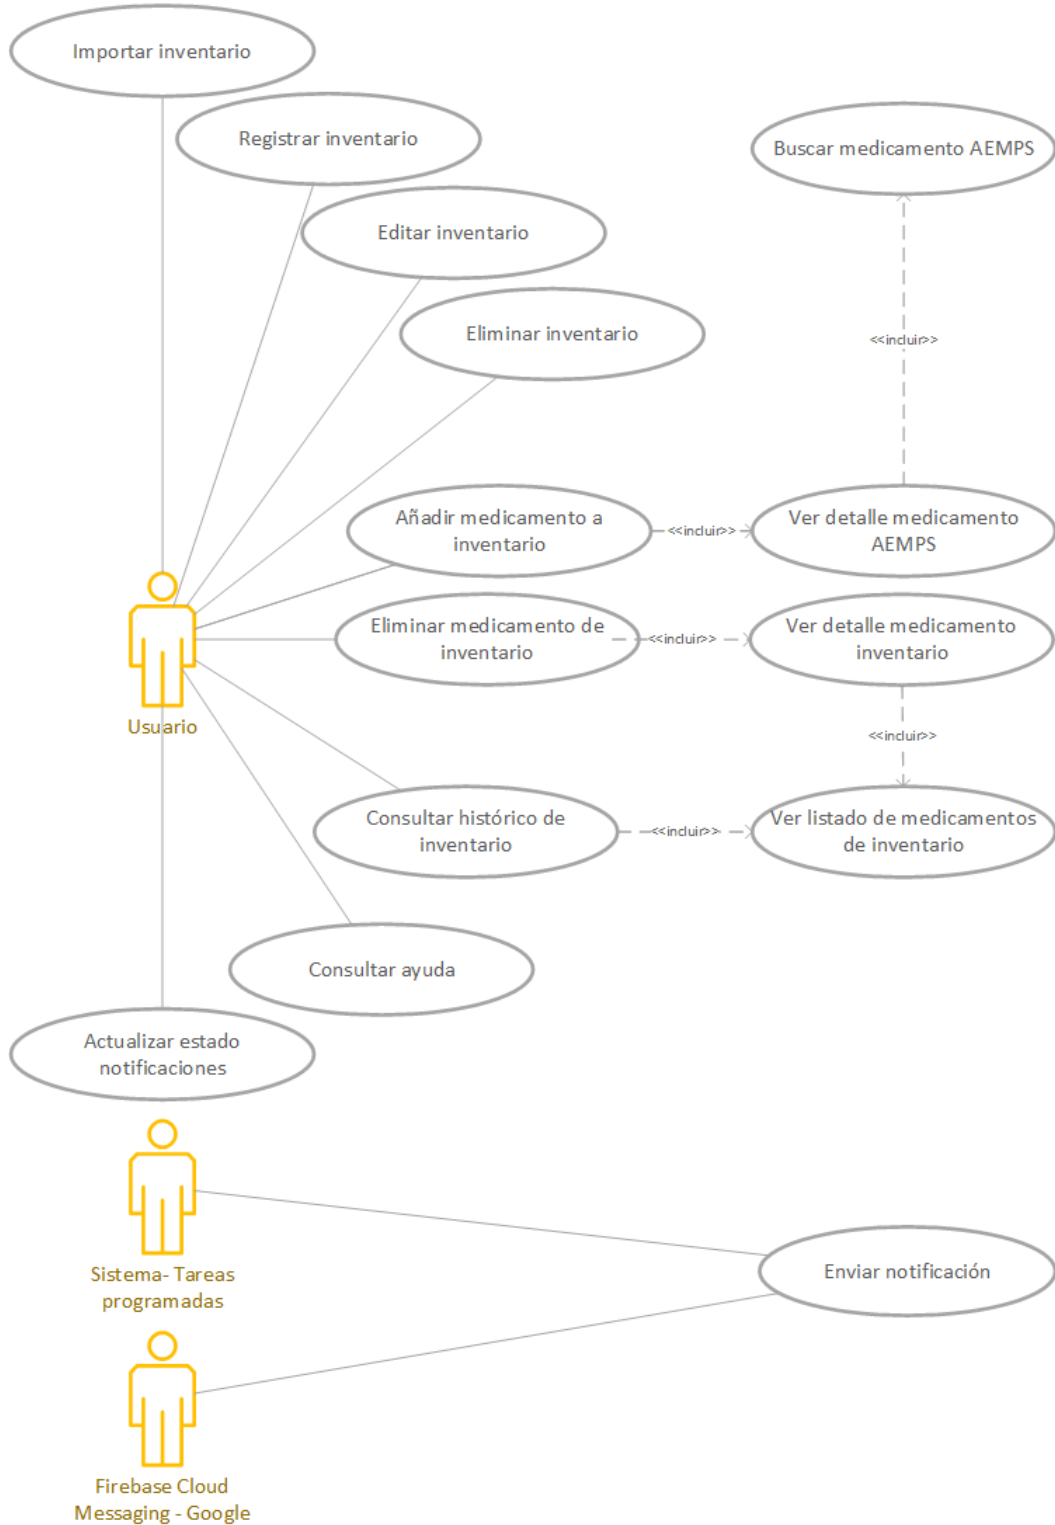 Importar inventario
Registrar inventario
Buscar medicamento AEMPS
Editar inventario
Eliminar inventario
<<incluir>>
Añadir medicamento a
inventario
<<incluir>>
Ver detalle medicamento
AEMPS
Eliminar medicamento de
inventario
<<incluir>>
Ver detalle medicamento
inventario
Usuario
<<incluir>>
Consultar histórico de
inventario
<<incluir>>
Ver listado de medicamentos
de inventario
Consultar ayuda
Actualizar estado
notificaciones
Sistema- Tareas
programadas
Enviar notificación
Firebase Cloud
Messaging - Google